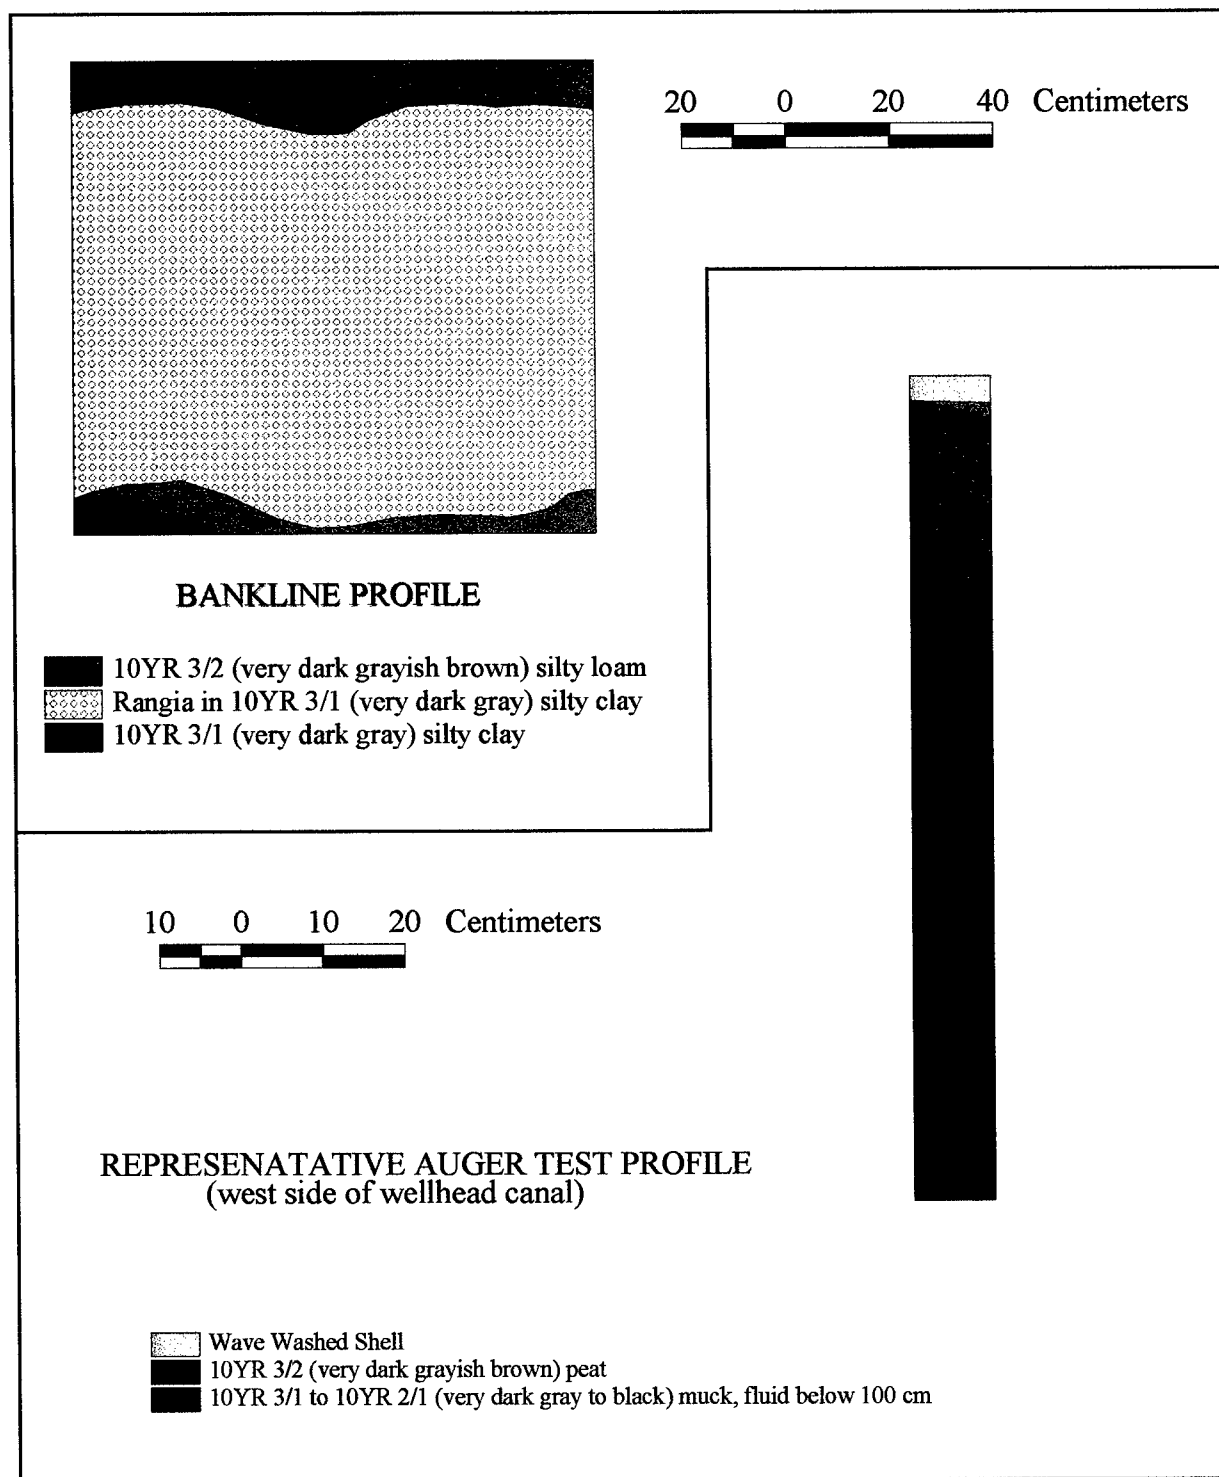 20 0 20 40 Centimeters
BANKLINE PROFILE
10YR 3/2 (very dark grayish brown) silty loam
Rangia in 10YR 3/1 (very dark gray) silty clay
10YR 3/1 (very dark gray) silty clay
10 0 10 20 Centimeters
REPRESENATATIVE AUGER TEST PROFILE
(west side of wellhead canal)
Wave Washed Shell
10YR 3/2 (very dark grayish brown) peat
10YR 3/1 to 10YR 2/1 (very dark gray to black) muck, fluid below 100 cm